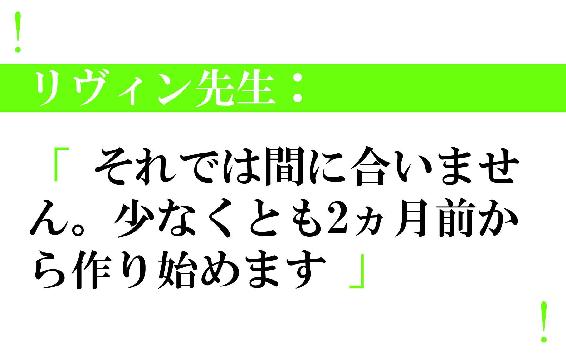 !
リヴィン先生：
「 それでは間に合いませ
ん。少なくとも2ヵ月前か
ら作り始めます 」
!